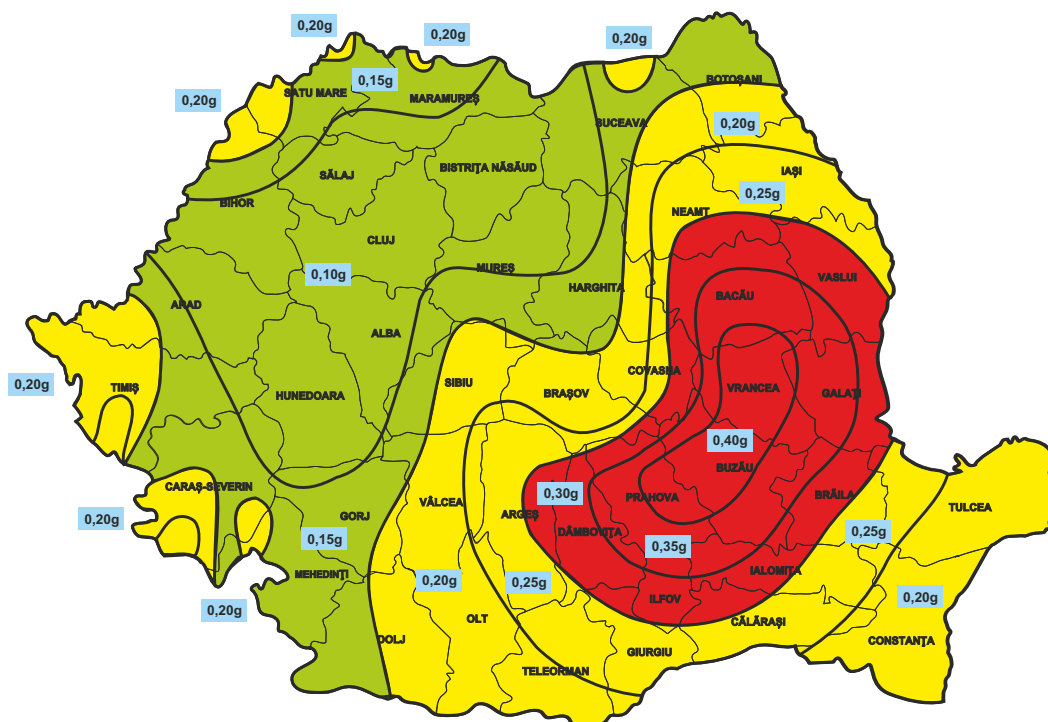 0,20g
0,20g
0,20g
0,15g
BOTOȘANI
SATU MARE
MARAMUREȘ
0,20g
SUCEAVA
0,20g
BISTRIȚA NĂSĂUD
IAȘI
SĂLAJ
0,25g
BIHOR
NEAMȚ
CLUJ
MUREȘ
0,10g
VASLUI
HARGHITA
BACĂU
ARAD
ALBA
COVASNA
0,20g
TIMIȘ
SIBIU
BRAȘOV
VRANCEA
GALAȚI
HUNEDOARA
0,40g
BUZĂU
CARAȘ-SEVERIN
0,30g
PRAHOVA
BRĂILA
VÂLCEA
TULCEA
GORJ
ARGEȘ
0,20g
DÂMBOVIȚA
0,25g
0,15g
0,35g
MEHEDINȚI
IALOMIȚA
0,20g
0,25g
ILFOV
0,20g
0,20g
OLT
CĂLĂRAȘI
DOLJ
CONSTANȚA
GIURGIU
TELEORMAN